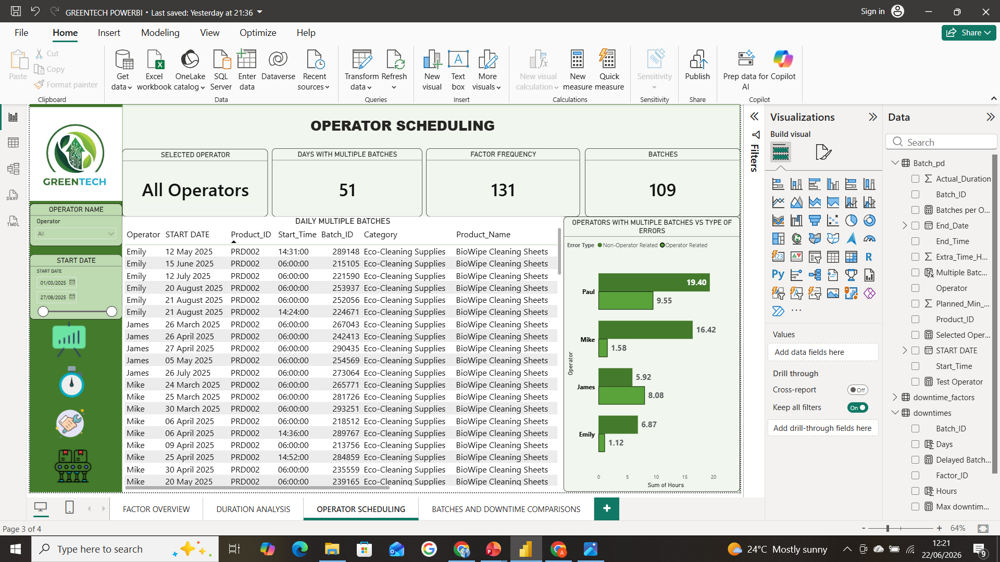 GREENTECH POWERBI • Last saved: Yesterday at 21:36
Sign in
File Home Insert Modeling View Optimize Help
Share
Paste
Cut
Copy
Format painter
Clipboard
Get data
Excel workbook
OneLake catalog
SQL Server
Enter data
Dataverse
Recent sources
Data
Transform data
Refresh
Queries
New visual
Text box
More visuals
Insert
New visual calculation
New measure
Quick measure
Calculations
Sensitivity
Sensitivity
Publish
Share
Prep data for AI
Copilot
Copilot
GREENTECH
OPERATOR SCHEDULING
SELECTED OPERATOR
All Operators
DAYS WITH MULTIPLE BATCHES
51
FACTOR FREQUENCY
131
BATCHES
109
OPERATOR NAME
Operator
All
START DATE
START DATE
01/03/2025
27/08/2025
DAILY MULTIPLE BATCHES
Operator START DATE Product_ID Start_Time Batch_ID Category Product_Name
Emily 12 May 2025 PRD002 14:31:00 289148 Eco-Cleaning Supplies BioWipe Cleaning Sheets
Emily 15 June 2025 PRD002 06:00:00 215105 Eco-Cleaning Supplies BioWipe Cleaning Sheets
Emily 12 July 2025 PRD002 06:00:00 221590 Eco-Cleaning Supplies BioWipe Cleaning Sheets
Emily 20 August 2025 PRD002 06:00:00 253937 Eco-Cleaning Supplies BioWipe Cleaning Sheets
Emily 21 August 2025 PRD002 06:00:00 252056 Eco-Cleaning Supplies BioWipe Cleaning Sheets
Emily 21 August 2025 PRD002 14:24:00 224671 Eco-Cleaning Supplies BioWipe Cleaning Sheets
James 26 March 2025 PRD002 06:00:00 267043 Eco-Cleaning Supplies BioWipe Cleaning Sheets
James 26 April 2025 PRD002 06:00:00 242413 Eco-Cleaning Supplies BioWipe Cleaning Sheets
James 27 April 2025 PRD002 06:00:00 290435 Eco-Cleaning Supplies BioWipe Cleaning Sheets
James 05 May 2025 PRD002 06:00:00 254569 Eco-Cleaning Supplies BioWipe Cleaning Sheets
James 26 July 2025 PRD002 06:00:00 273064 Eco-Cleaning Supplies BioWipe Cleaning Sheets
Mike 24 March 2025 PRD002 06:00:00 265771 Eco-Cleaning Supplies BioWipe Cleaning Sheets
Mike 25 March 2025 PRD002 06:00:00 281726 Eco-Cleaning Supplies BioWipe Cleaning Sheets
Mike 30 March 2025 PRD002 06:00:00 293251 Eco-Cleaning Supplies BioWipe Cleaning Sheets
Mike 06 April 2025 PRD002 06:00:00 218512 Eco-Cleaning Supplies BioWipe Cleaning Sheets
Mike 06 April 2025 PRD002 14:36:00 289767 Eco-Cleaning Supplies BioWipe Cleaning Sheets
Mike 09 April 2025 PRD002 06:00:00 213756 Eco-Cleaning Supplies BioWipe Cleaning Sheets
Mike 25 April 2025 PRD002 14:52:00 284859 Eco-Cleaning Supplies BioWipe Cleaning Sheets
Mike 30 April 2025 PRD002 06:00:00 235559 Eco-Cleaning Supplies BioWipe Cleaning Sheets
Mike 20 May 2025 PRD002 06:00:00 239165 Eco-Cleaning Supplies BioWipe Cleaning Sheets
OPERATORS WITH MULTIPLE BATCHES VS TYPE OF
ERRORS
Error Type Non-Operator Related Operator Related
Operator
Paul
19.40
9.55
Mike
16.42
1.58
James
5.92
8.08
Emily
6.87
1.12
0 5 10 15 20
Sum of Hours
Filters
Visualizations
Build visual
123
R
Py
...
Values
Add data fields here
Drill through
Cross-report Off
Keep all filters On
Add drill-through fields here
Data
Search
Batch_pd
Actual_Duration
Batch_ID
Batches per O...
End_Date
End_Time
Extra_Time_H...
Multiple Batc...
Operator
Planned_Min_...
Product_ID
Selected Oper...
START DATE
Start_Time
Test Operator
downtime_factors
downtimes
Batch_ID
Days
Delayed Batch...
Factor_ID
Hours
Max downtim...
DAX
TMDL
FACTOR OVERVIEW DURATION ANALYSIS OPERATOR SCHEDULING BATCHES AND DOWNTIME COMPARISONS +
Page 3 of 4
- + 64%
Type here to search
24°C Mostly sunny
12:21
22/06/2026
9